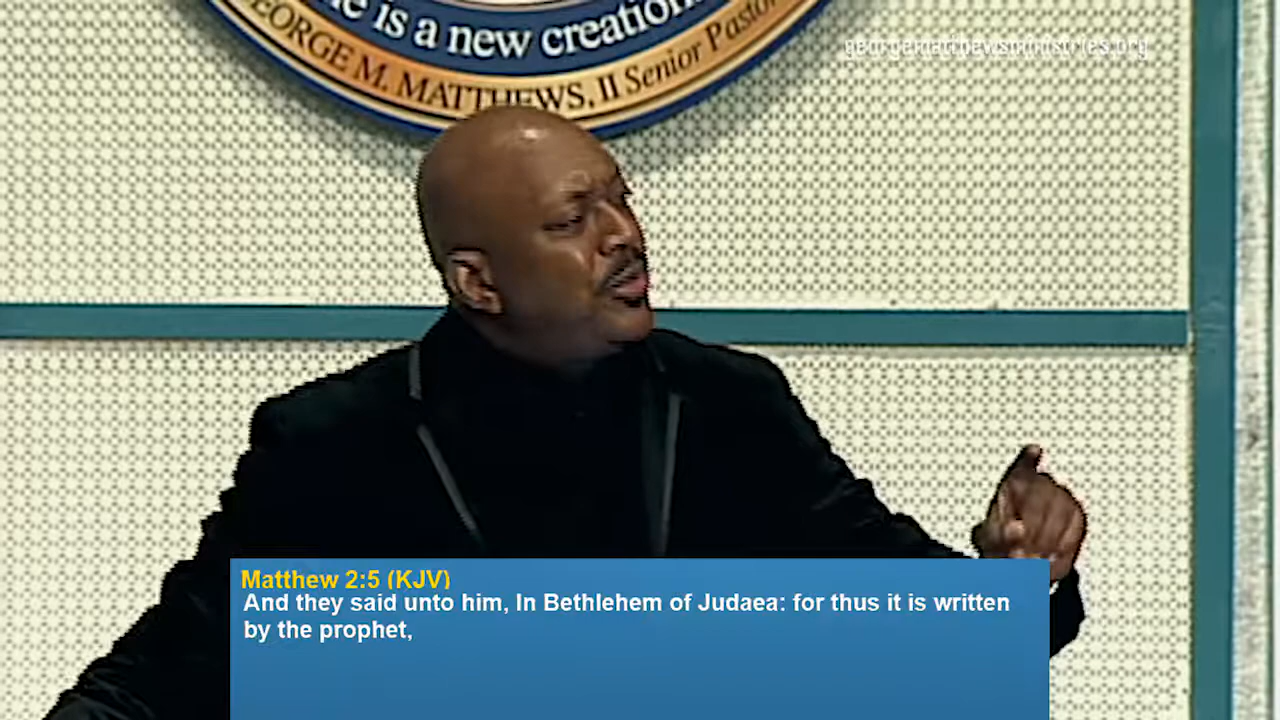 he is a new creation
GEORGE M. MATTHEWS, II Senior Pastor
georgematthewsministries.org
Matthew 2:5 (KJV)
And they said unto him, In Bethlehem of Judaea: for thus it is written
by the prophet,